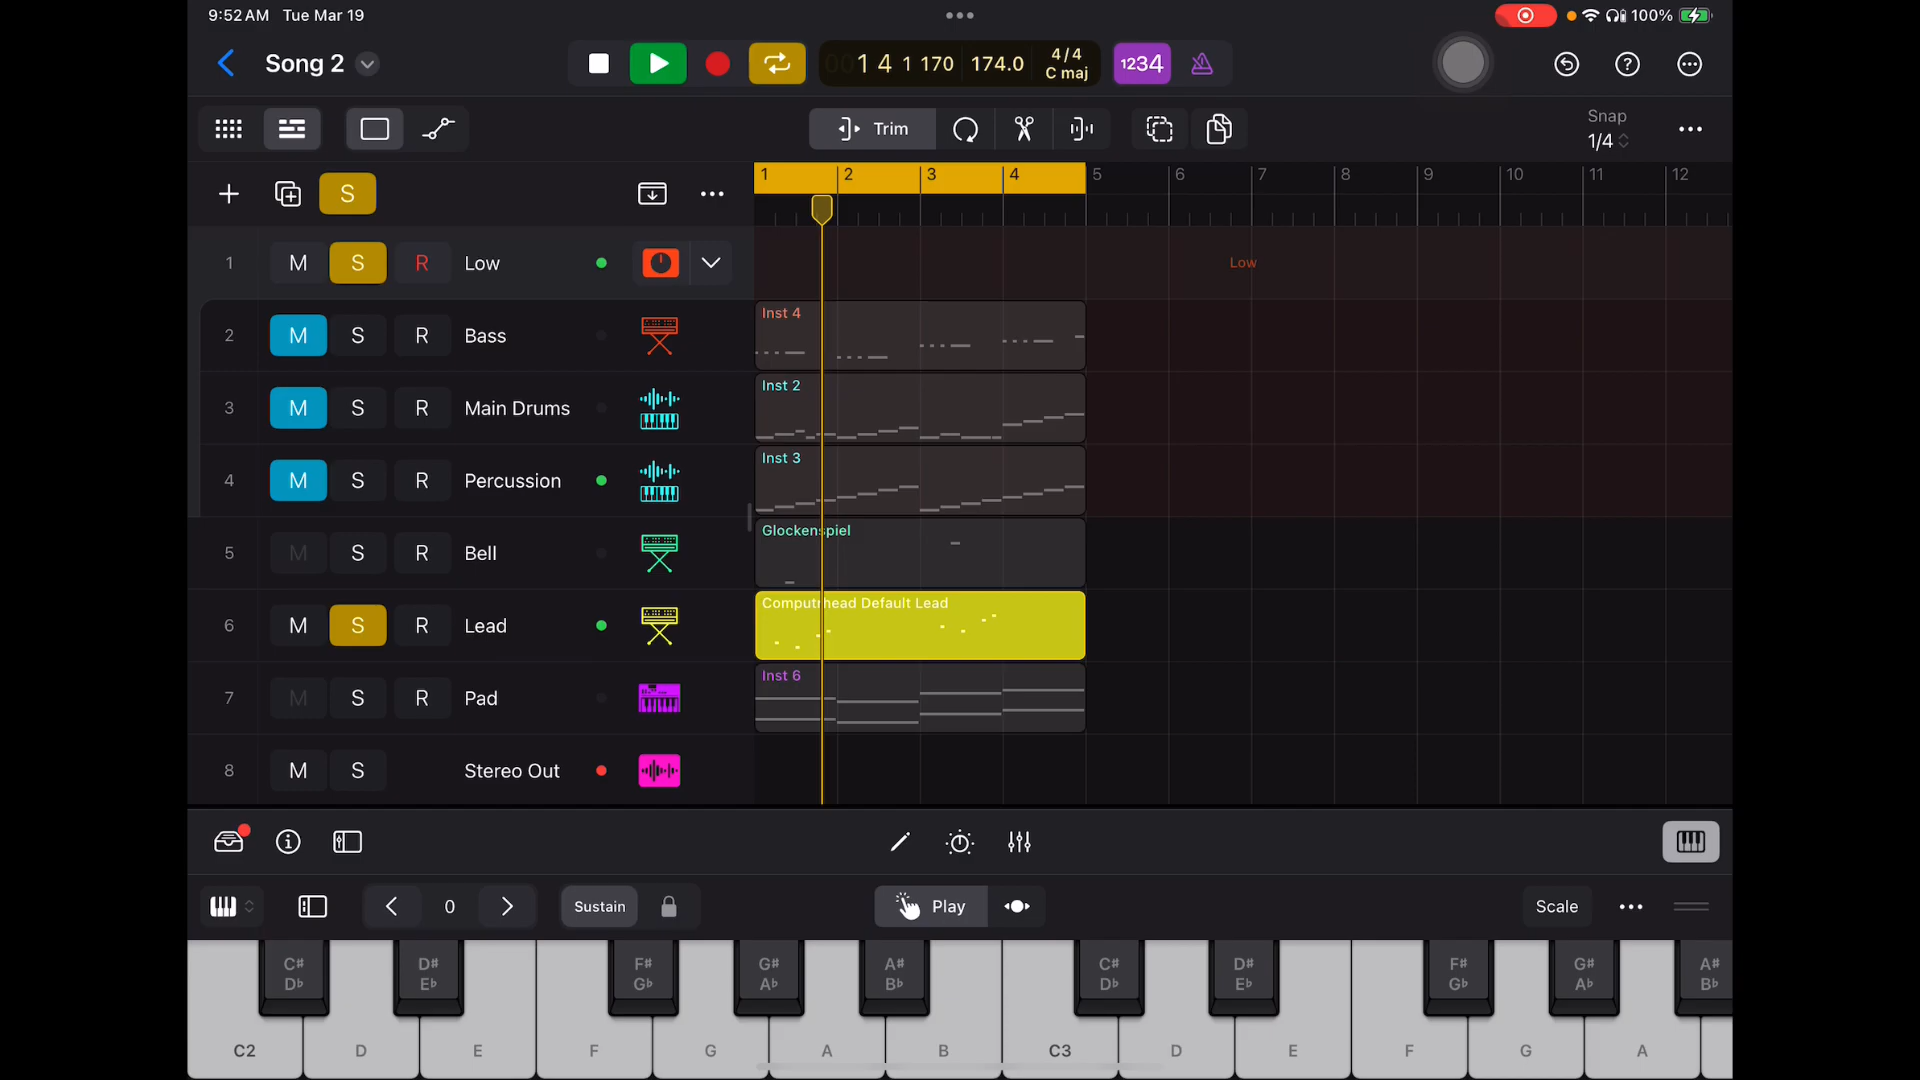 9:52 AM Tue Mar 19
100%
Song 2
00 1 4 1 170 174.0 4/4
C maj
1234
Trim
Snap
1/4
S
1 2 3 4 5 6 7 8 9 10 11 12
1 M S R Low
Low
2 M S R Bass
Inst 4
3 M S R Main Drums
Inst 2
4 M S R Percussion
Inst 3
5 M S R Bell
Glockenspiel
6 M S R Lead
Computrhead Default Lead
7 M S R Pad
Inst 6
8 M S Stereo Out
0 Sustain Play Scale
C# D# F# G# A# C# D# F# G# A#
D♭ E♭ G♭ A♭ B♭ D♭ E♭ G♭ A♭ B♭
C2 D E F G A B C3 D E F G A